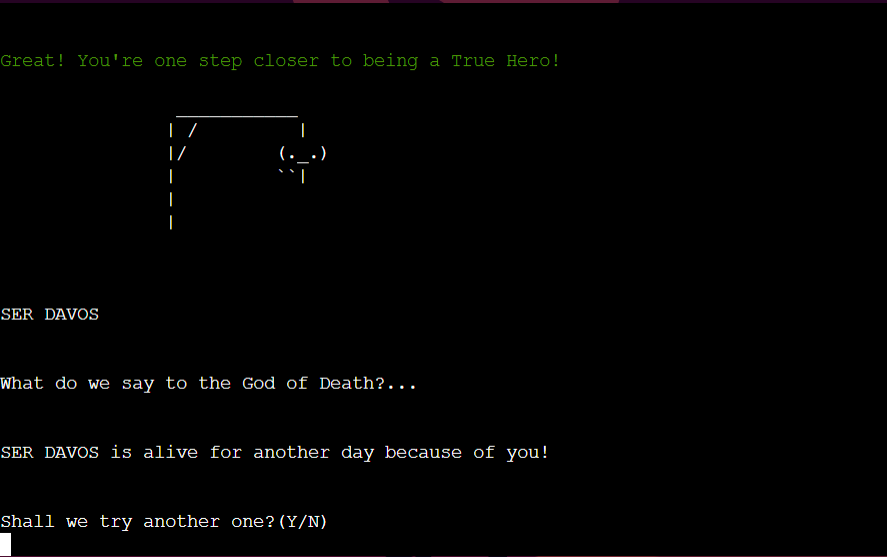 Great! You're one step closer to being a True Hero!
 ___________
| /         |
|/        (._.)
|         ``|
|
|
SER DAVOS
What do we say to the God of Death?...
SER DAVOS is alive for another day because of you!
Shall we try another one?(Y/N)